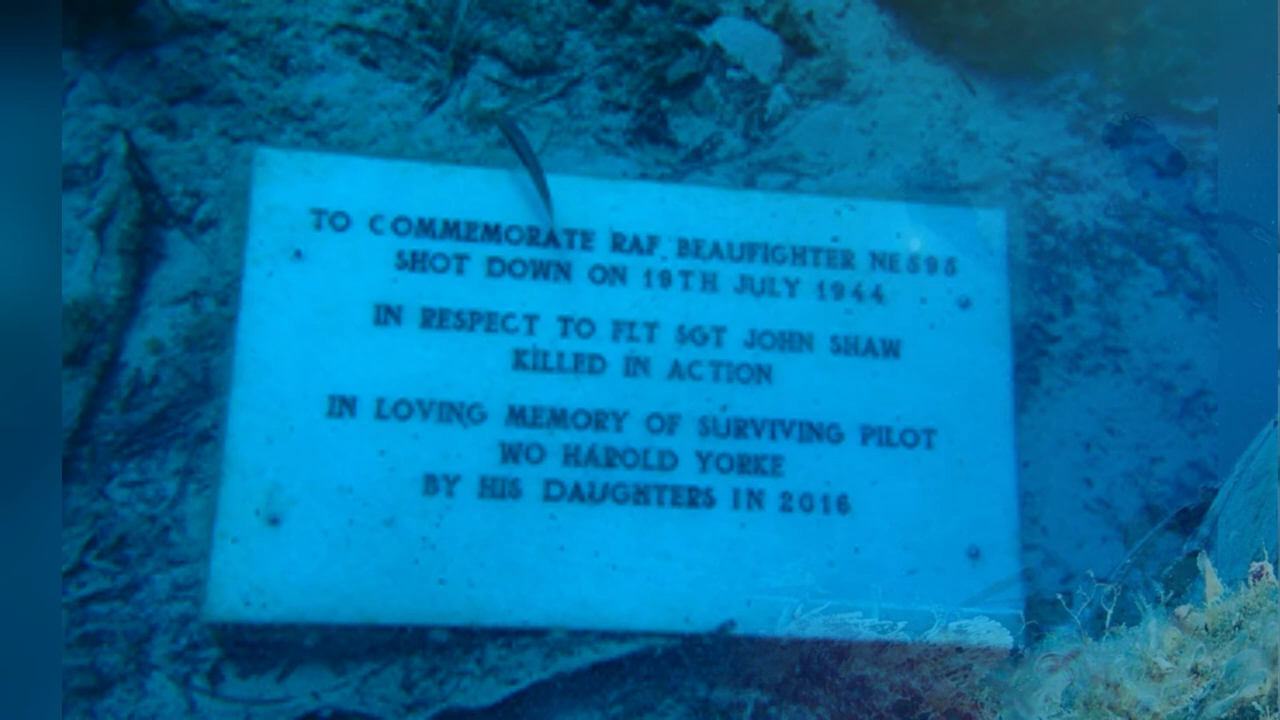 TO COMMEMORATE RAF BEAUFIGHTER NE595
SHOT DOWN ON 19TH JULY 1944
IN RESPECT TO FLT SGT JOHN SHAW
KILLED IN ACTION
IN LOVING MEMORY OF SURVIVING PILOT
WO HAROLD YORKE
BY HIS DAUGHTERS IN 2016